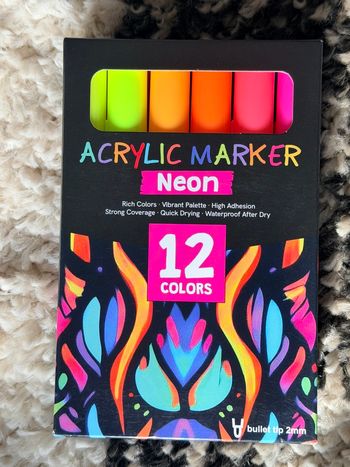 ACRYLIC MARKER
Neon
Rich Colors · Vibrant Palette · High Adhesion
Strong Coverage · Quick Drying · Waterproof After Dry
12
COLORS
bullet tip 2mm